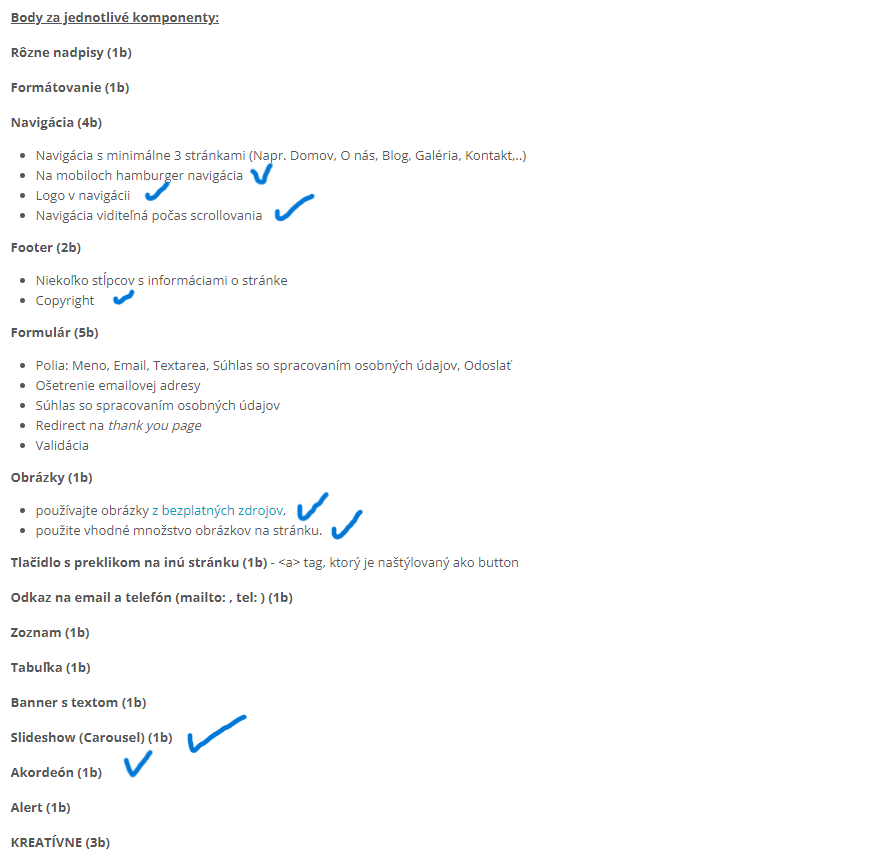 Body za jednotlivé komponenty:
Rôzne nadpisy (1b)
Formátovanie (1b)
Navigácia (4b)
• Navigácia s minimálne 3 stránkami (Napr. Domov, O nás, Blog, Galéria, Kontakt,..)
• Na mobiloch hamburger navigácia
• Logo v navigácii
• Navigácia viditeľná počas scrollovania
Footer (2b)
• Niekoľko stĺpcov s informáciami o stránke
• Copyright
Formulár (5b)
• Polia: Meno, Email, Textarea, Súhlas so spracovaním osobných údajov, Odoslať
• Ošetrenie emailovej adresy
• Súhlas so spracovaním osobných údajov
• Redirect na thank you page
• Validácia
Obrázky (1b)
• používajte obrázky z bezplatných zdrojov,
• použite vhodné množstvo obrázkov na stránku.
Tlačidlo s preklikom na inú stránku (1b) - <a> tag, ktorý je naštýlovaný ako button
Odkaz na email a telefón (mailto: , tel: ) (1b)
Zoznam (1b)
Tabuľka (1b)
Banner s textom (1b)
Slideshow (Carousel) (1b)
Akordeón (1b)
Alert (1b)
KREATÍVNE (3b)